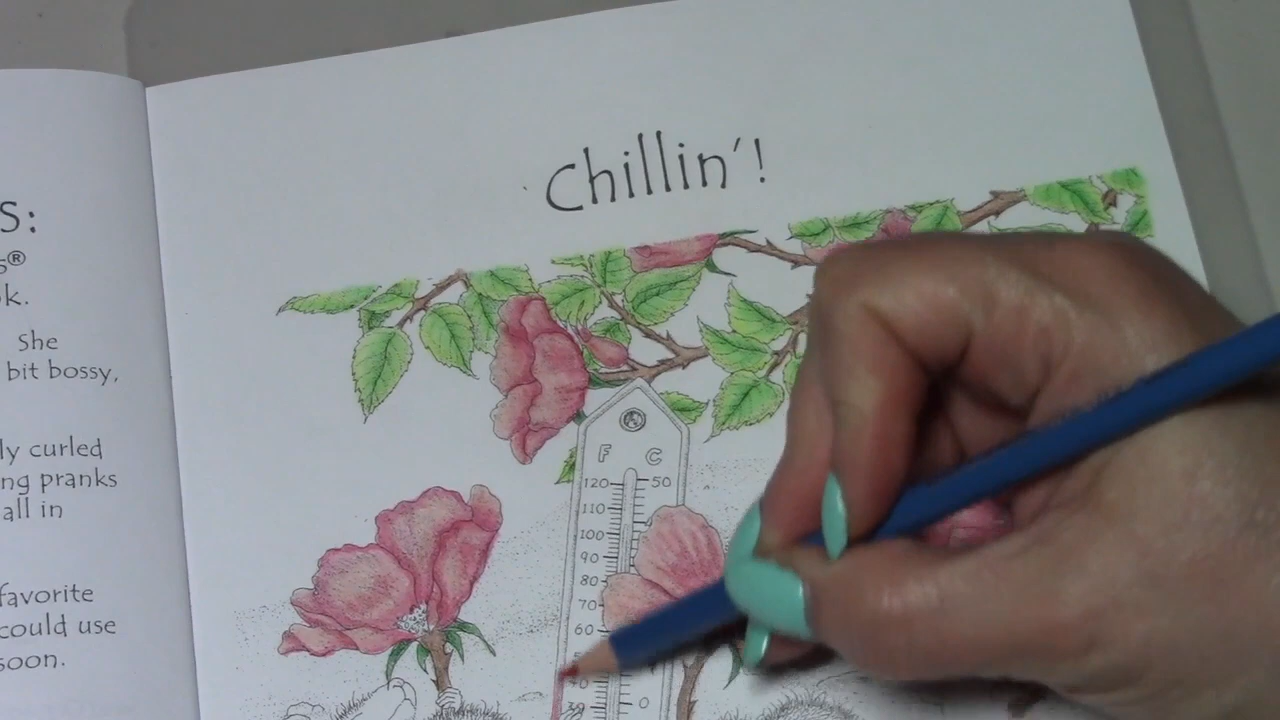 Chillin'!
S:
®
k.
She
bit bossy,
ly curled
ng pranks
all in
favorite
could use
soon.
F C
120 50
110
100
90
80
70
60
0